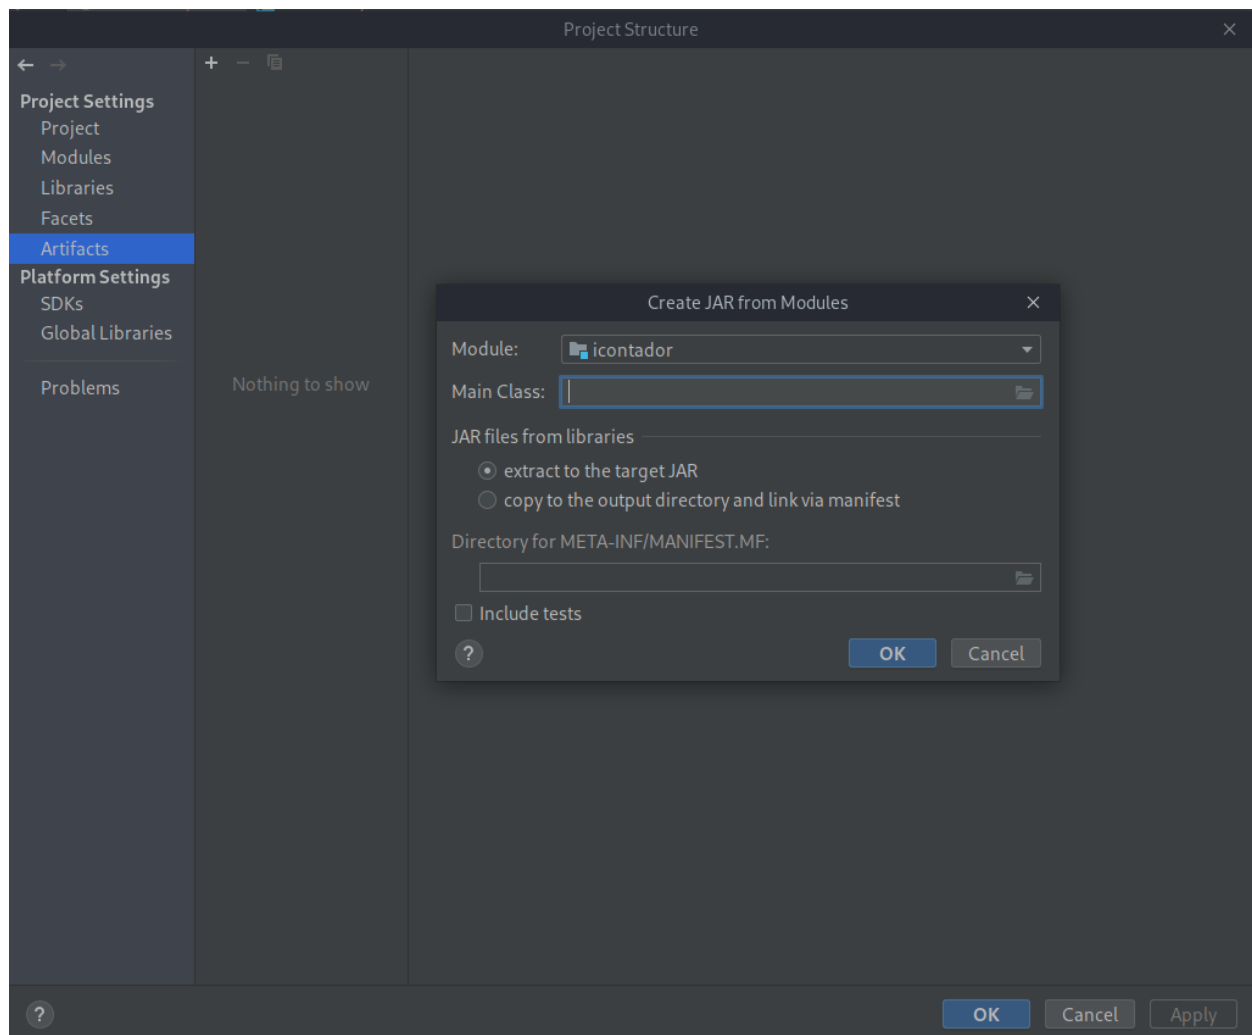 Project Structure
Project Settings
Project
Modules
Libraries
Facets
Artifacts
Platform Settings
SDKs
Global Libraries
Problems
Nothing to show
Create JAR from Modules
Module: icontador
Main Class:
JAR files from libraries
extract to the target JAR
copy to the output directory and link via manifest
Directory for META-INF/MANIFEST.MF:
Include tests
? OK Cancel
? OK Cancel Apply